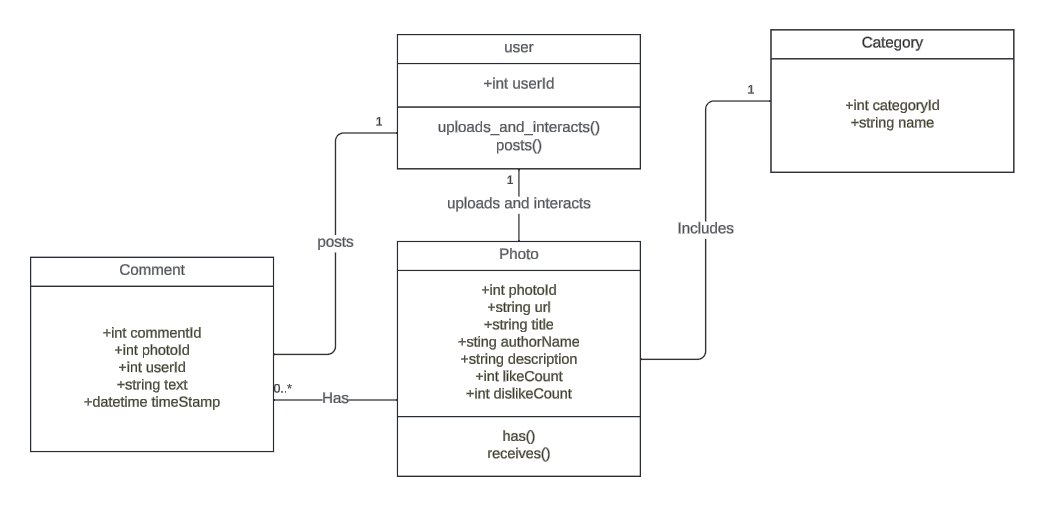 user
+int userId
uploads_and_interacts()
posts()
Category
+int categoryId
+string name
1
1
1
uploads and interacts
Includes
posts
Comment
+int commentId
+int photoId
+int userId
+string text
+datetime timeStamp
0..*
Has
Photo
+int photoId
+string url
+string title
+sting authorName
+string description
+int likeCount
+int dislikeCount
has()
receives()